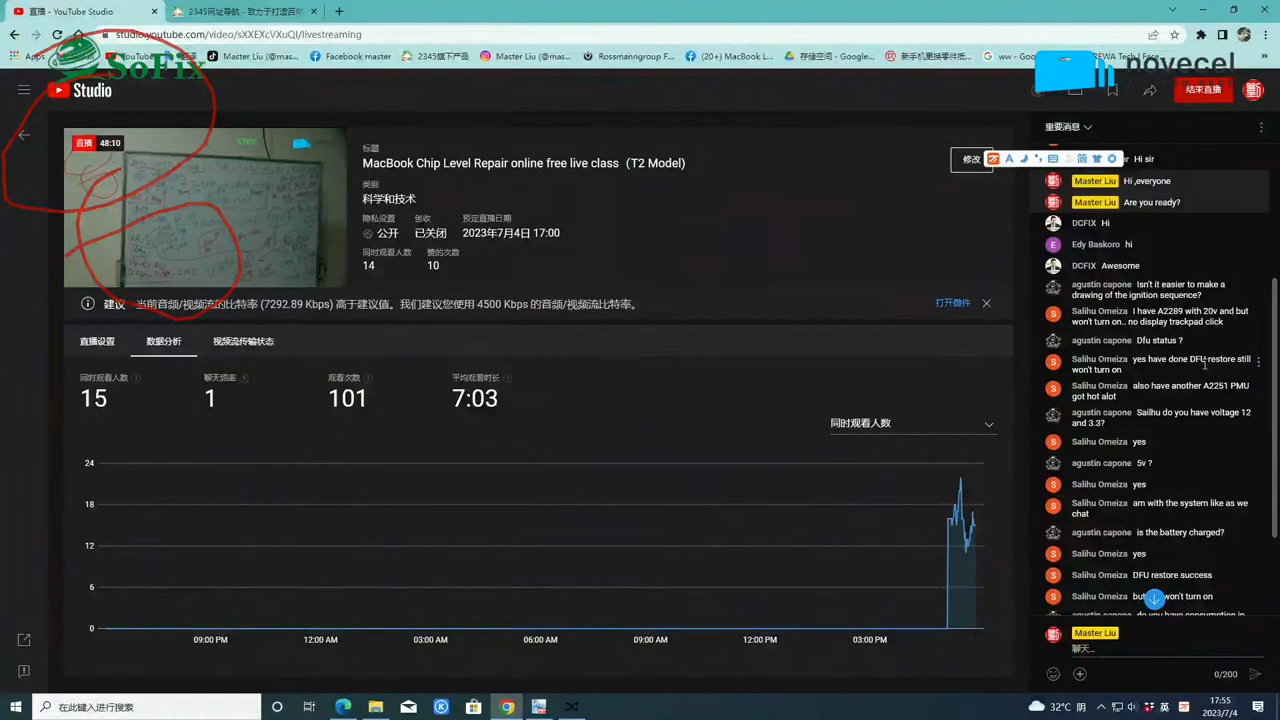 直播 - YouTube Studio
2345网址导航 - 致力于打造百年
studio.youtube.com/video/sXXEXcVXuQI/livestreaming
Apps
YouTube
Master Liu (@mas...
Facebook master
2345旗下产品
Master Liu (@mas...
Rossmanngroup F...
(20+) MacBook L...
存储空间 - Google...
新手机更换零件抵...
ww - Google
SoFix
novecel
Studio
结束直播
直播 48:10
标题
MacBook Chip Level Repair online free live class（T2 Model)
修改
类别
科学和技术
隐私设置 创收 预定直播日期
公开 已关闭 2023年7月4日 17:00
同时观看人数 赞的次数
14 10
建议 当前音频/视频流的比特率 (7292.89 Kbps) 高于建议值。我们建议您使用 4500 Kbps 的音频/视频流比特率。
直播设置 数据分析 视频流传输状态
同时观看人数 聊天频率 观看次数 平均观看时长
15 1 101 7:03
同时观看人数
24
18
12
6
0
09:00 PM 12:00 AM 03:00 AM 06:00 AM 09:00 AM 12:00 PM 03:00 PM
重要消息
Hi sir
Master Liu Hi ,everyone
Master Liu Are you ready?
DCFIX Hi
Edy Baskoro hi
DCFIX Awesome
agustin capone Isn't it easier to make a
drawing of the ignition sequence?
Salihu Omeiza I have A2289 with 20v and but
won't turn on.. no display trackpad click
agustin capone Dfu status ?
Salihu Omeiza yes have done DFU restore still
won't turn on
Salihu Omeiza also have another A2251 PMU
got hot alot
agustin capone Sailhu do you have voltage 12
and 3.3?
Salihu Omeiza yes
agustin capone 5v ?
Salihu Omeiza yes
Salihu Omeiza am with the system like as we
chat
agustin capone is the battery charged?
Salihu Omeiza yes
Salihu Omeiza DFU restore success
Salihu Omeiza but won't turn on
agustin capone do you have consumption in
Master Liu
聊天...
0/200
在此键入进行搜索
32°C 阴
英
17:55
2023/7/4